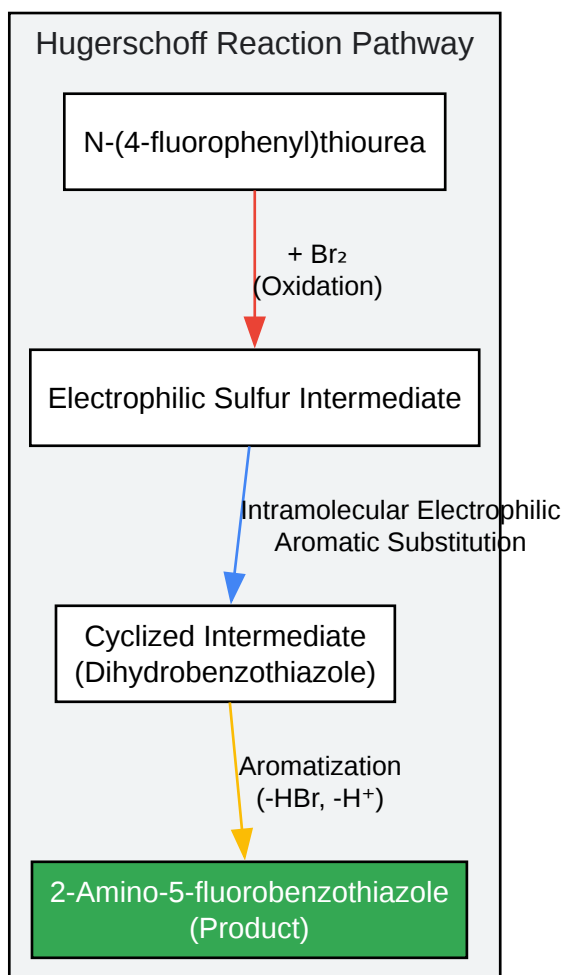 Hugerschoff Reaction Pathway
N-(4-fluorophenyl)thiourea
+ Br₂
(Oxidation)
Electrophilic Sulfur Intermediate
Intramolecular Electrophilic
Aromatic Substitution
Cyclized Intermediate
(Dihydrobenzothiazole)
Aromatization
(-HBr, -H⁺)
2-Amino-5-fluorobenzothiazole
(Product)